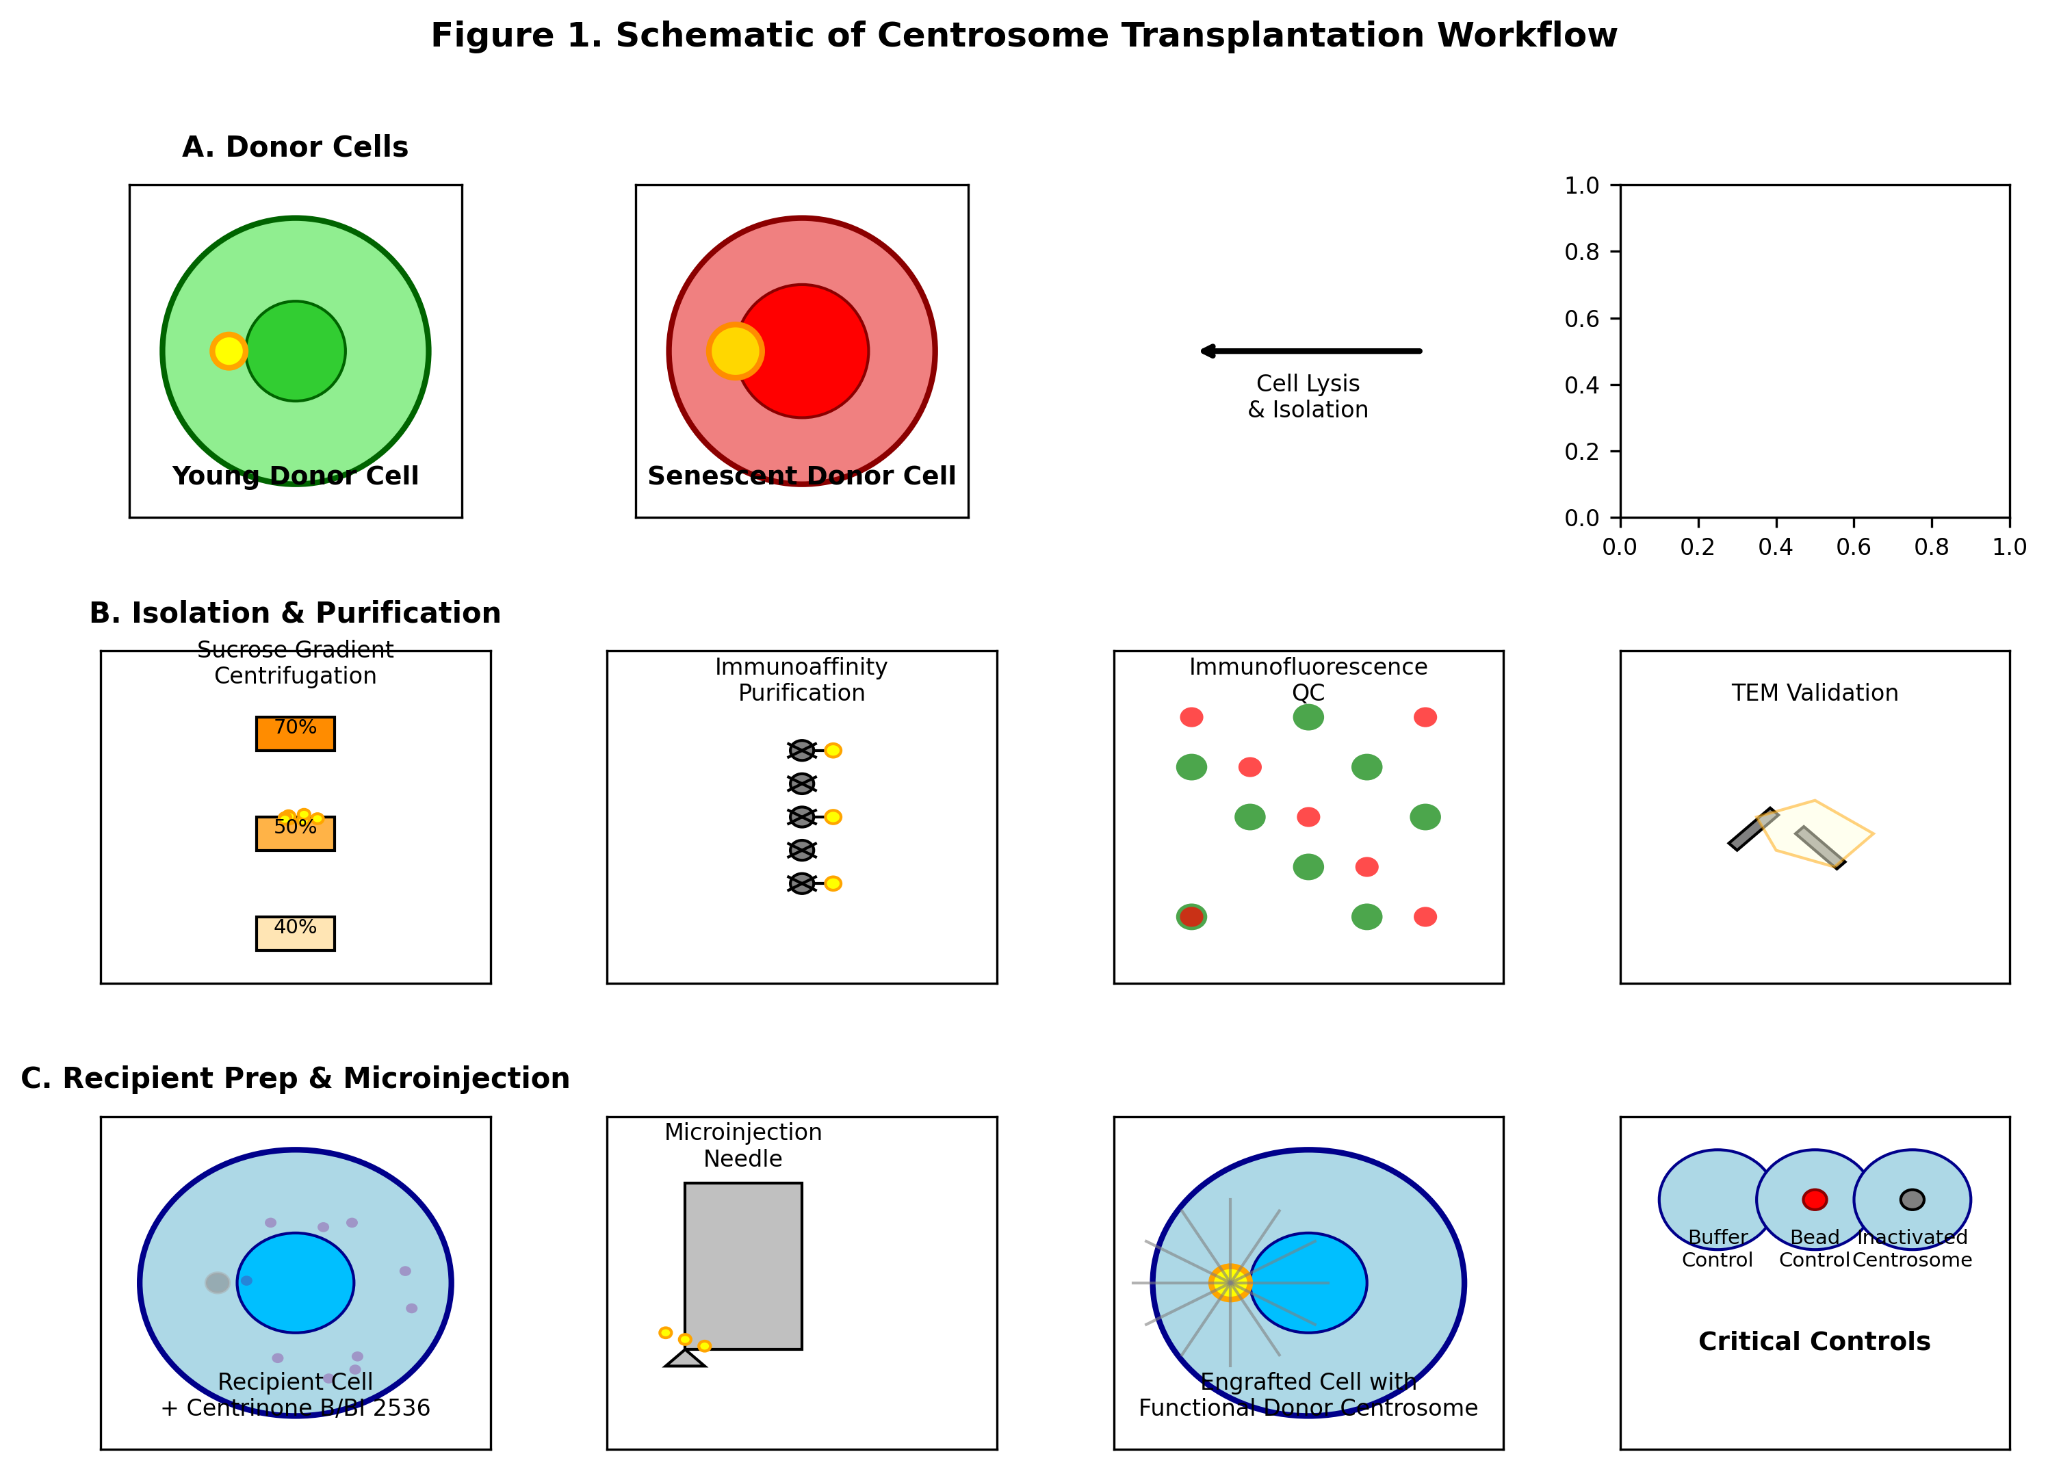 Figure 1. Schematic of Centrosome Transplantation Workflow
A. Donor Cells
Young Donor Cell
Senescent Donor Cell
Cell Lysis
& Isolation
1.0
0.8
0.6
0.4
0.2
0.0
0.0 0.2 0.4 0.6 0.8 1.0
B. Isolation & Purification
Sucrose Gradient
Centrifugation
70%
50%
40%
Immunoaffinity
Purification
Immunofluorescence
QC
TEM Validation
C. Recipient Prep & Microinjection
Recipient Cell
+ Centrinone B/BI 2536
Microinjection
Needle
Engrafted Cell with
Functional Donor Centrosome
Buffer
Control
Bead
Control
Inactivated
Centrosome
Critical Controls